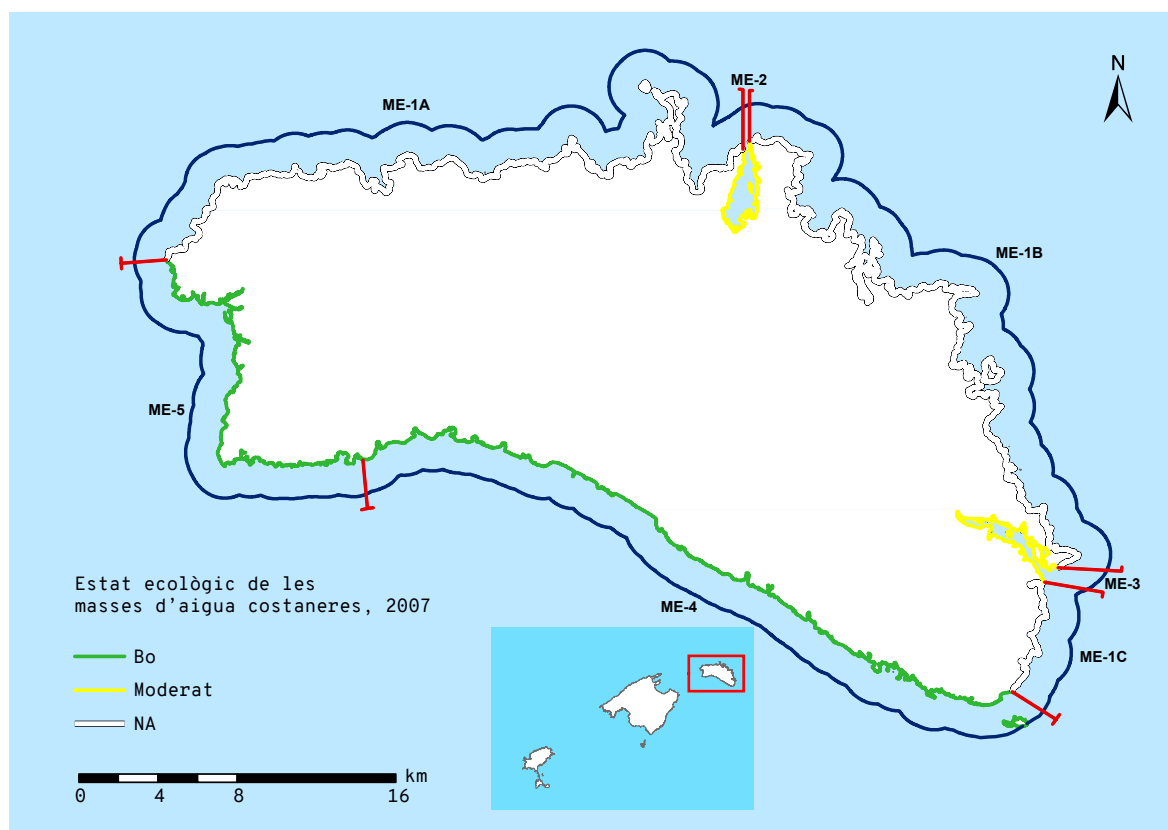 ME-2
ME-1A
N
ME-1B
ME-5
ME-3
ME-4
ME-1C
Estat ecològic de les
masses d'aigua costaneres, 2007
Bo
Moderat
NA
km
0 4 8 16